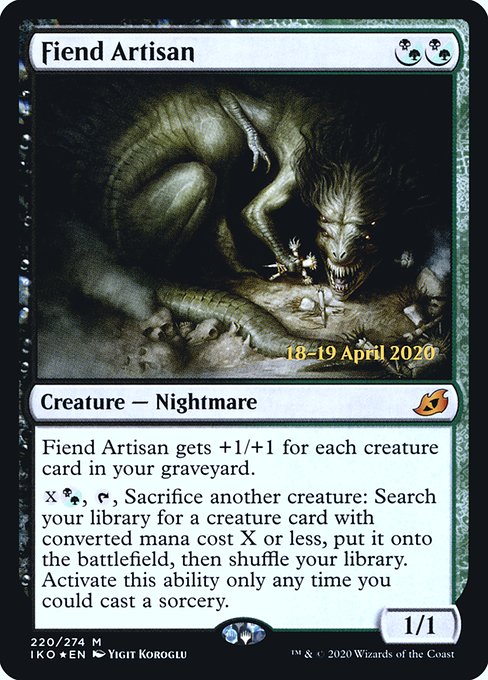 Fiend Artisan
18–19 April 2020
Creature — Nightmare
Fiend Artisan gets +1/+1 for each creature
card in your graveyard.
X , , Sacrifice another creature: Search
your library for a creature card with
converted mana cost X or less, put it onto
the battlefield, then shuffle your library.
Activate this ability only any time you
could cast a sorcery.
1/1
220/274 M
IKO ★ EN Yigit Koroglu
™ & © 2020 Wizards of the Coast